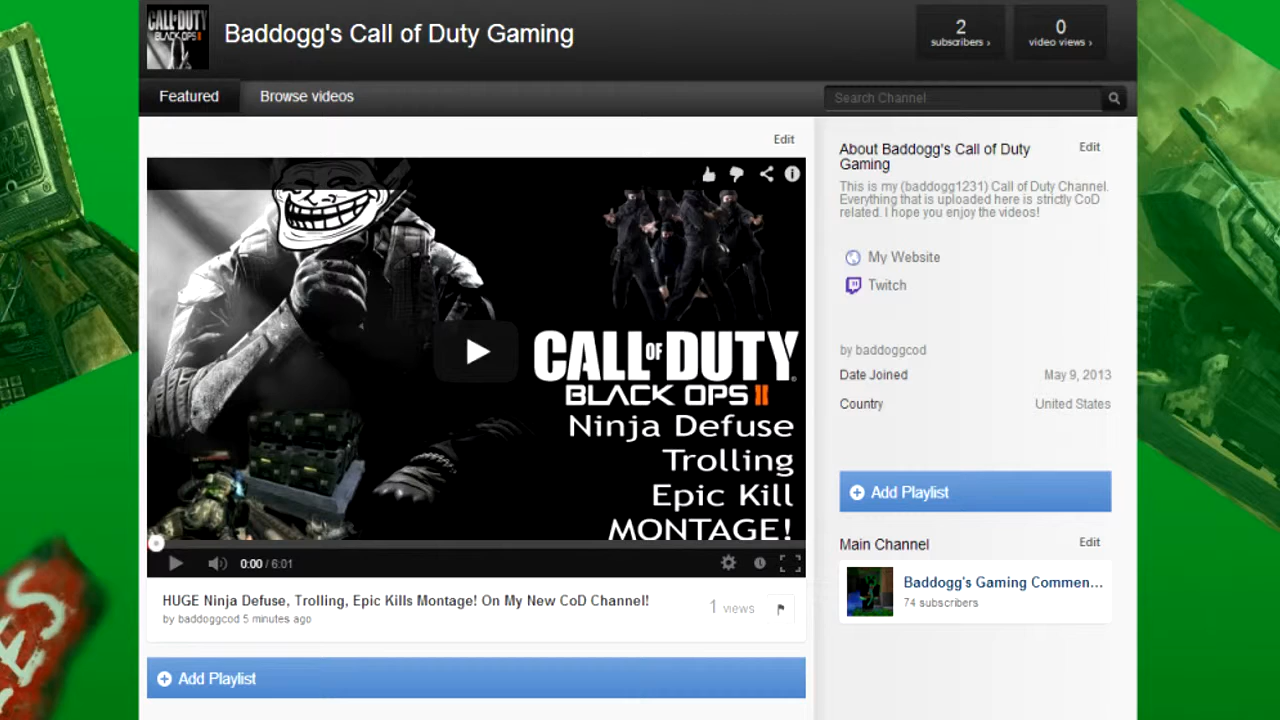 CALL OF DUTY
BLACK OPS II
Baddogg's Call of Duty Gaming
2
subscribers ›
0
video views ›
Featured
Browse videos
Search Channel
Edit
CALL OF DUTY
BLACK OPS II
Ninja Defuse
Trolling
Epic Kill
MONTAGE!
0:00 / 6:01
HUGE Ninja Defuse, Trolling, Epic Kills Montage! On My New CoD Channel!
by baddoggcod 5 minutes ago
1 views
Add Playlist
About Baddogg's Call of Duty
Gaming
Edit
This is my (baddogg1231) Call of Duty Channel.
Everything that is uploaded here is strictly CoD
related. I hope you enjoy the videos!
My Website
Twitch
by baddoggcod
Date Joined
May 9, 2013
Country
United States
Add Playlist
Main Channel
Edit
Baddogg's Gaming Commen...
74 subscribers